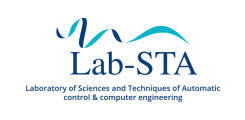 Lab-STA
Laboratory of Sciences and Techniques of Automatic
control & computer engineering